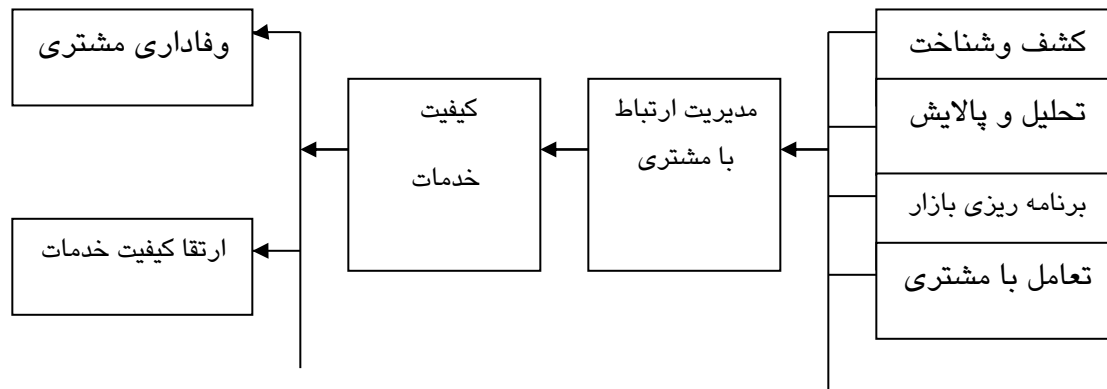 کشف وشناخت
تحلیل و پالایش
برنامه ریزی بازار
تعامل با مشتری
مدیریت ارتباط
با مشتری
کیفیت
خدمات
وفاداری مشتری
ارتقا کیفیت خدمات